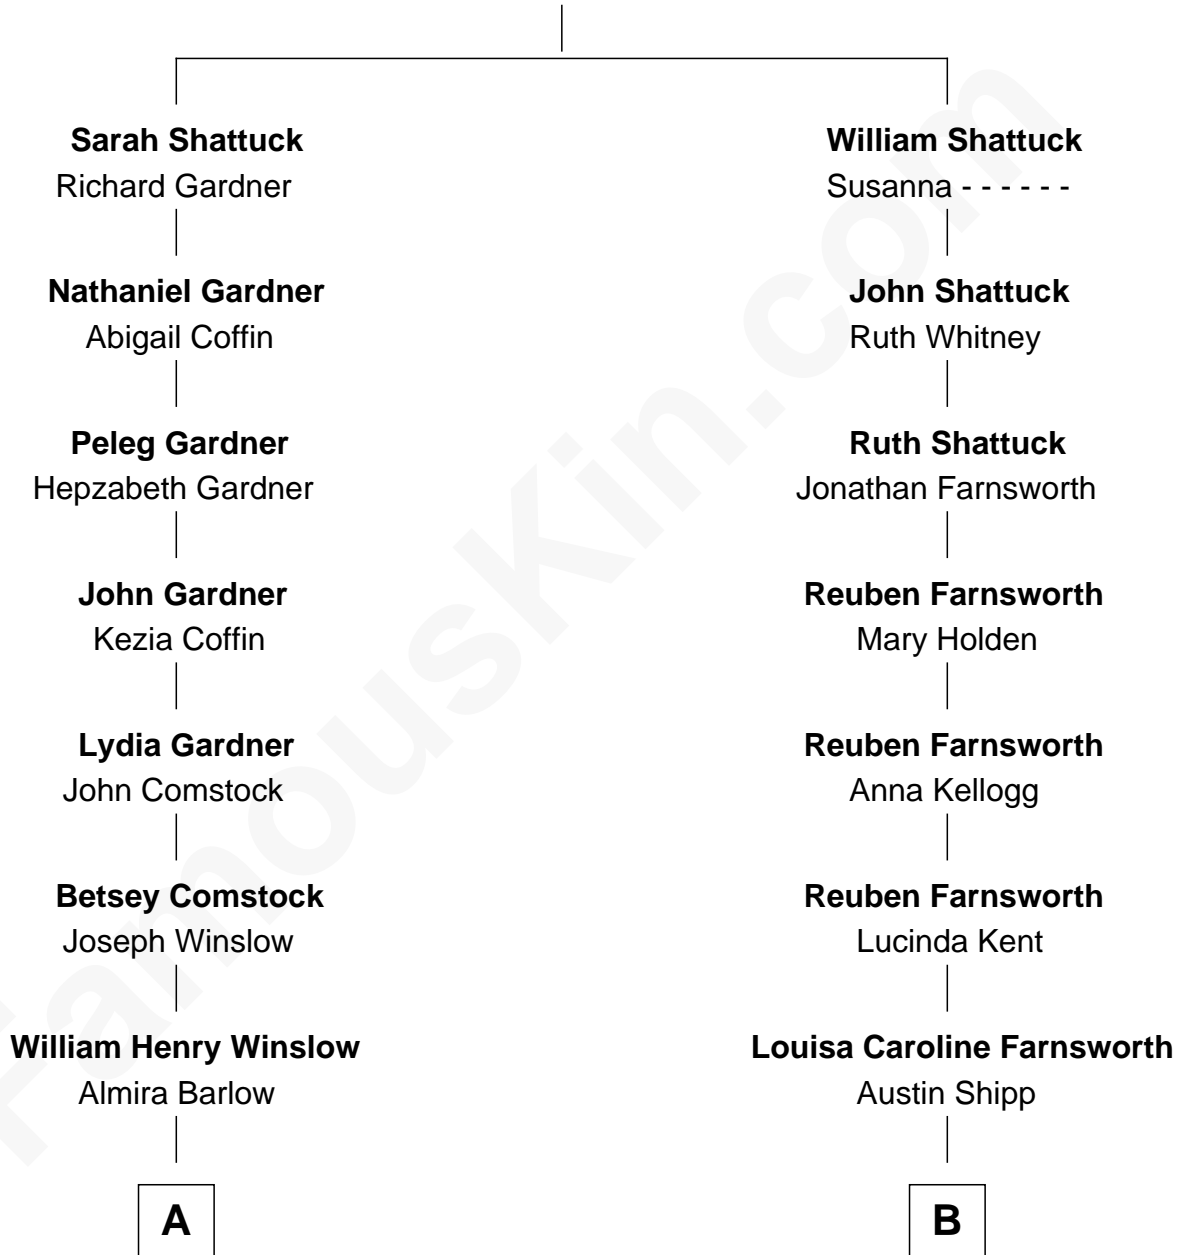 Sarah Shattuck
Richard Gardner
Nathaniel Gardner
Abigail Coffin
Peleg Gardner
Hepzabeth Gardner
John Gardner
Kezia Coffin
Lydia Gardner
John Comstock
Betsey Comstock
Joseph Winslow
William Henry Winslow
Almira Barlow
A
William Shattuck
Susanna - - - - - -
John Shattuck
Ruth Whitney
Ruth Shattuck
Jonathan Farnsworth
Reuben Farnsworth
Mary Holden
Reuben Farnsworth
Anna Kellogg
Reuben Farnsworth
Lucinda Kent
Louisa Caroline Farnsworth
Austin Shipp
B
FamousKin.com